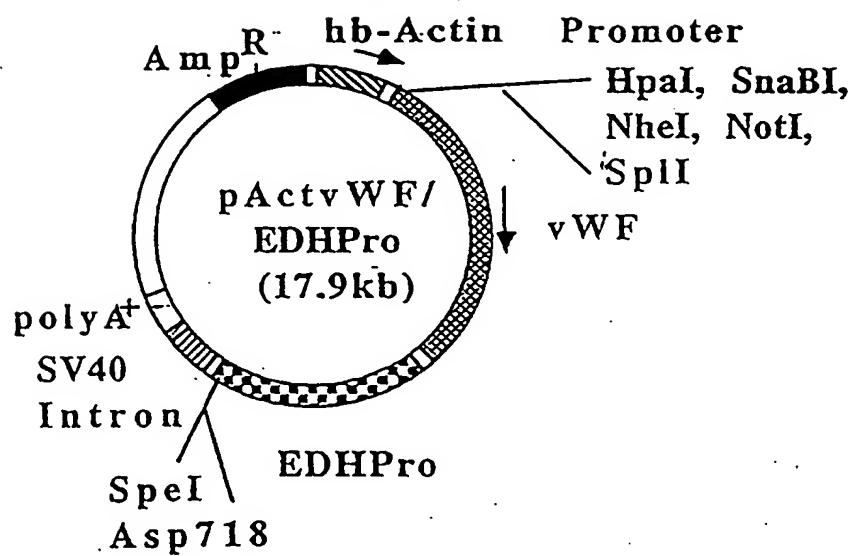 AmpR hb-Actin Promoter
HpaI, SnaBI,
NheI, NotI,
SplI
pActvWF/
EDHPro
(17.9kb)
vWF
polyA+
SV40
Intron
EDHPro
SpeI
Asp718